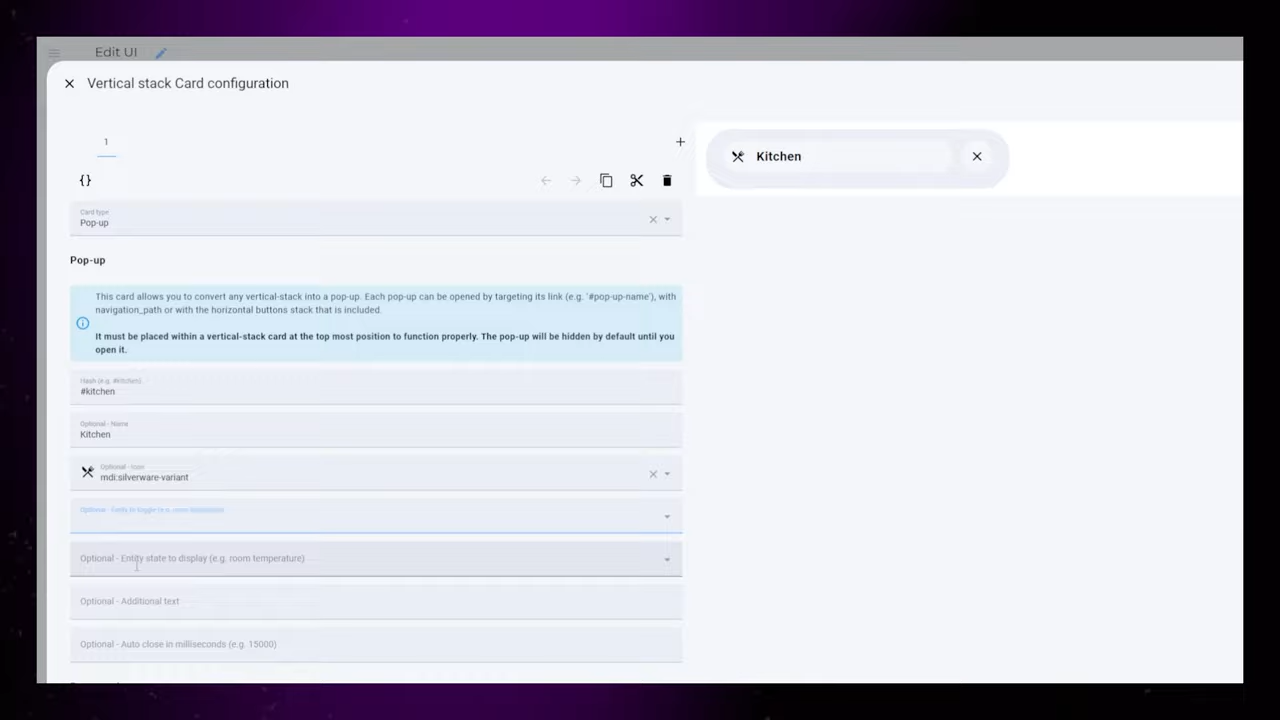 Edit UI
Vertical stack Card configuration
1
Kitchen
{}
Card type
Pop-up
Pop-up
This card allows you to convert any vertical-stack into a pop-up. Each pop-up can be opened by targeting its link (e.g. '#pop-up-name'), with
navigation_path or with the horizontal buttons stack that is included.
It must be placed within a vertical-stack card at the top most position to function properly. The pop-up will be hidden by default until you
open it.
Hash (e.g. #kitchen)
#kitchen
Optional - Name
Kitchen
Optional - Icon
mdi:silverware-variant
Optional - Entity to toggle (e.g. room
Optional - Entity state to display (e.g. room temperature)
Optional - Additional text
Optional - Auto close in milliseconds (e.g. 15000)